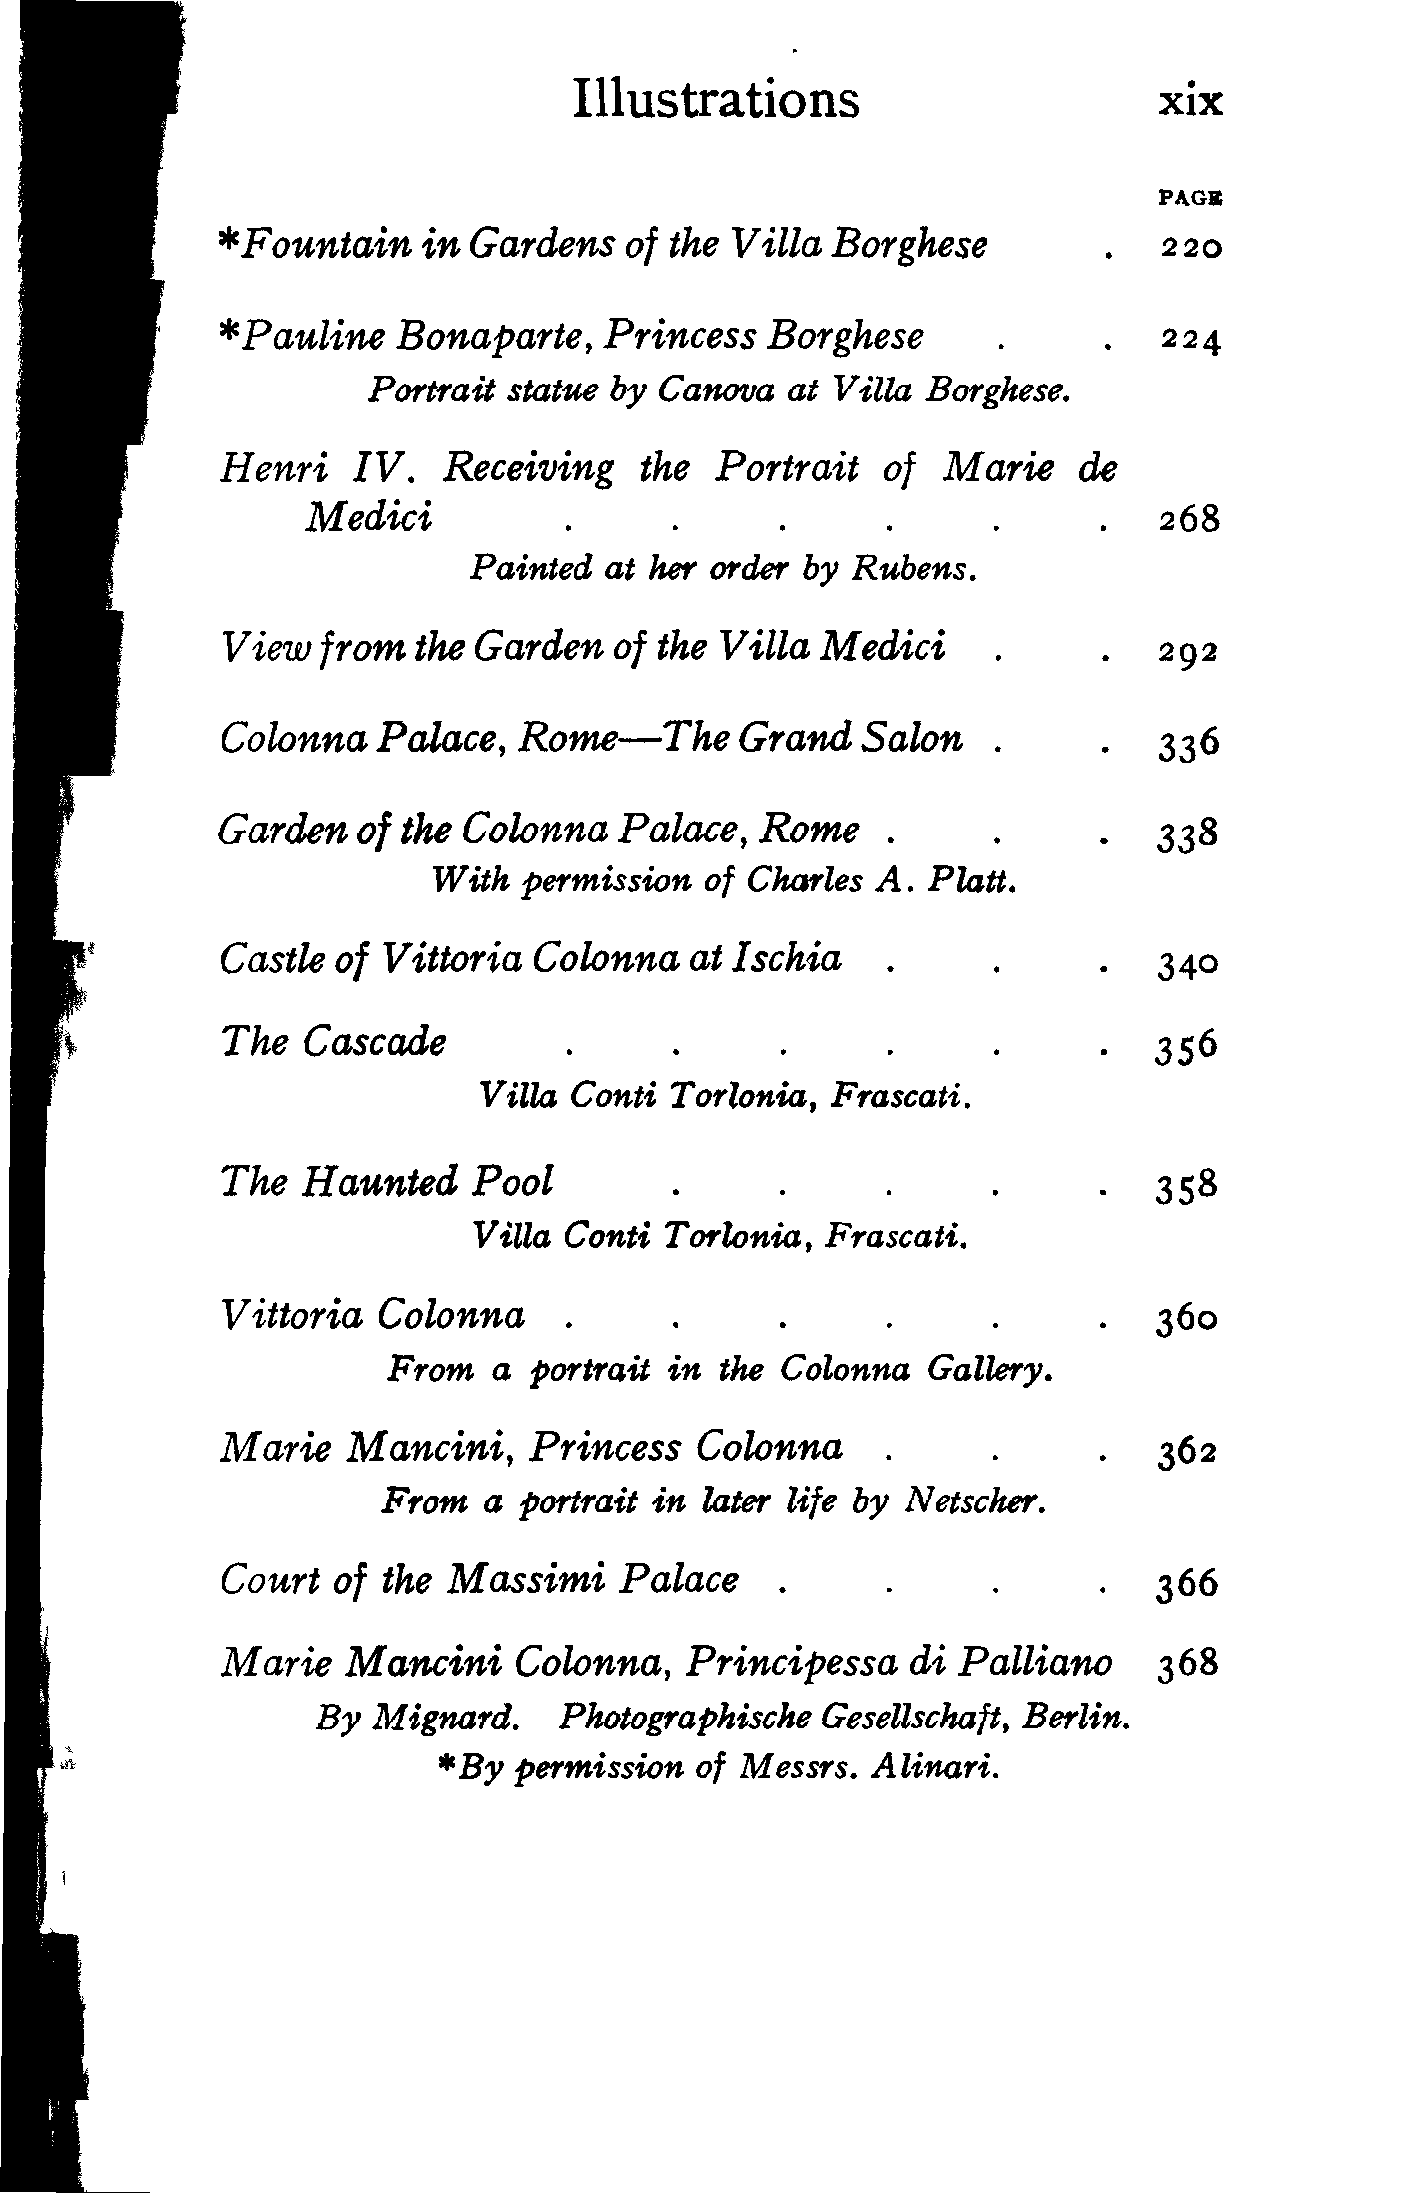 Illustrations xix
PAGE
*Fountain in Gardens of the Villa Borghese . 220
*Pauline Bonaparte, Princess Borghese . . 224
Portrait statue by Canova at Villa Borghese.
Henri IV. Receiving the Portrait of Marie de
Medici . . . . . . 268
Painted at her order by Rubens.
View from the Garden of the Villa Medici . . 292
Colonna Palace, Rome—The Grand Salon . . 336
Garden of the Colonna Palace, Rome . . . 338
With permission of Charles A. Platt.
Castle of Vittoria Colonna at Ischia . . . 340
The Cascade . . . . . . 356
Villa Conti Torlonia, Frascati.
The Haunted Pool . . . . . 358
Villa Conti Torlonia, Frascati.
Vittoria Colonna . . . . . . 360
From a portrait in the Colonna Gallery.
Marie Mancini, Princess Colonna . . . 362
From a portrait in later life by Netscher.
Court of the Massimi Palace . . . . 366
Marie Mancini Colonna, Principessa di Palliano 368
By Mignard. Photographische Gesellschaft, Berlin.
*By permission of Messrs. Alinari.